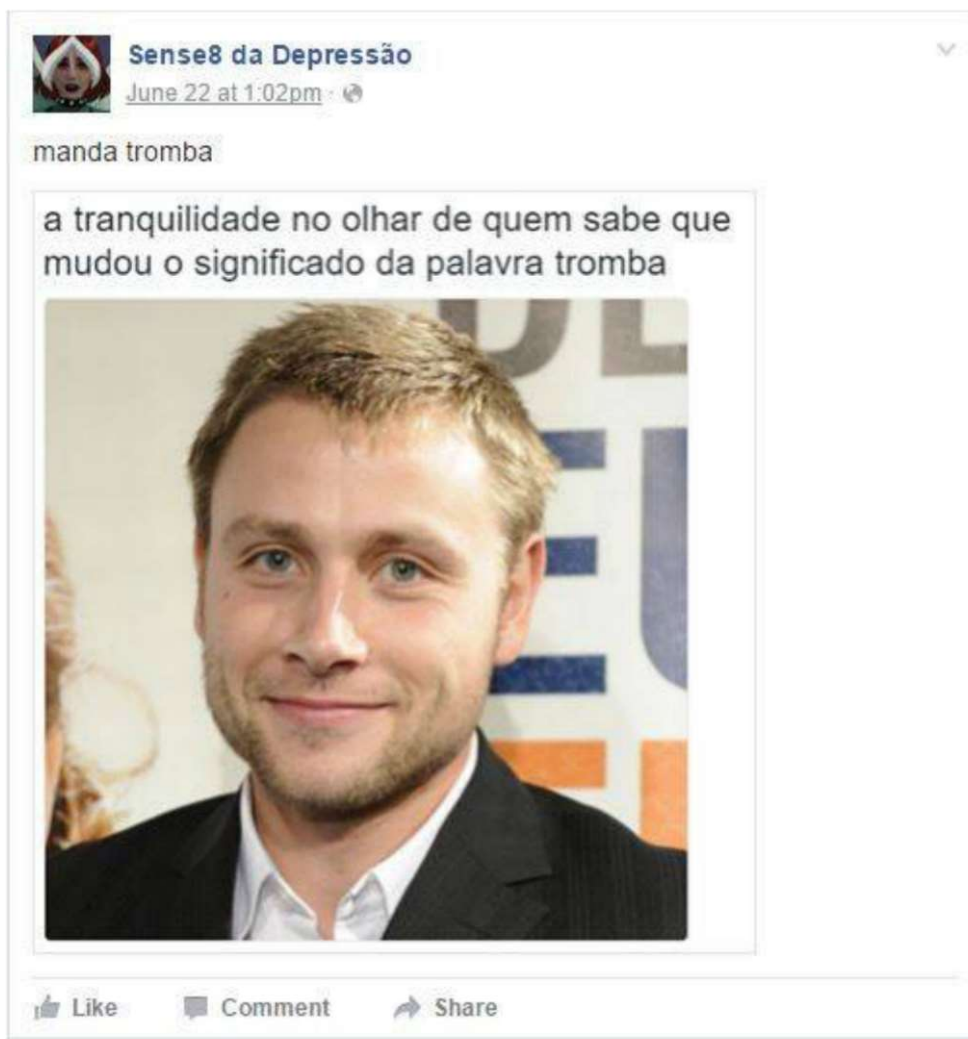 Sense8 da Depressão
June 22 at 1:02pm ·
manda tromba
a tranquilidade no olhar de quem sabe que
mudou o significado da palavra tromba
Like Comment Share